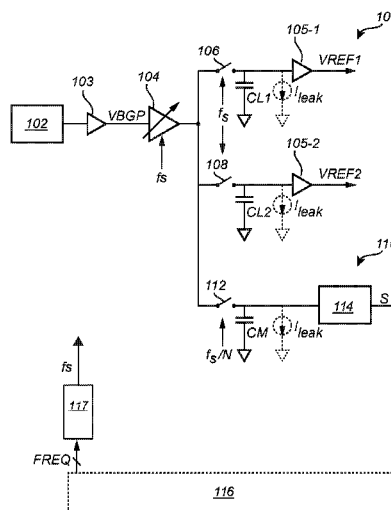 10
106
105-1
103
104
VREF1
VBGP
102
CL1
Ileak
fs
fs
108
105-2
VREF2
CL2
Ileak
110
112
114
S
CM
Ileak
fs/N
fs
117
FREQ
116